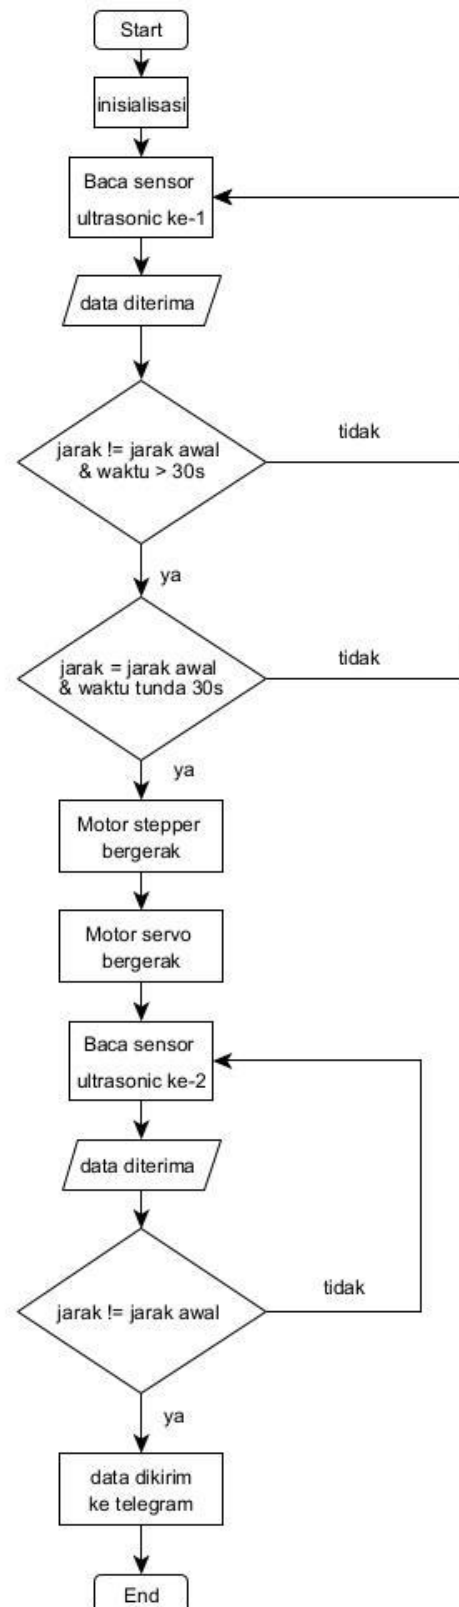 Start
inisialisasi
Baca sensor
ultrasonic ke-1
data diterima
jarak != jarak awal
& waktu > 30s
tidak
ya
jarak = jarak awal
& waktu tunda 30s
tidak
ya
Motor stepper
bergerak
Motor servo
bergerak
Baca sensor
ultrasonic ke-2
data diterima
jarak != jarak awal
tidak
ya
data dikirim
ke telegram
End